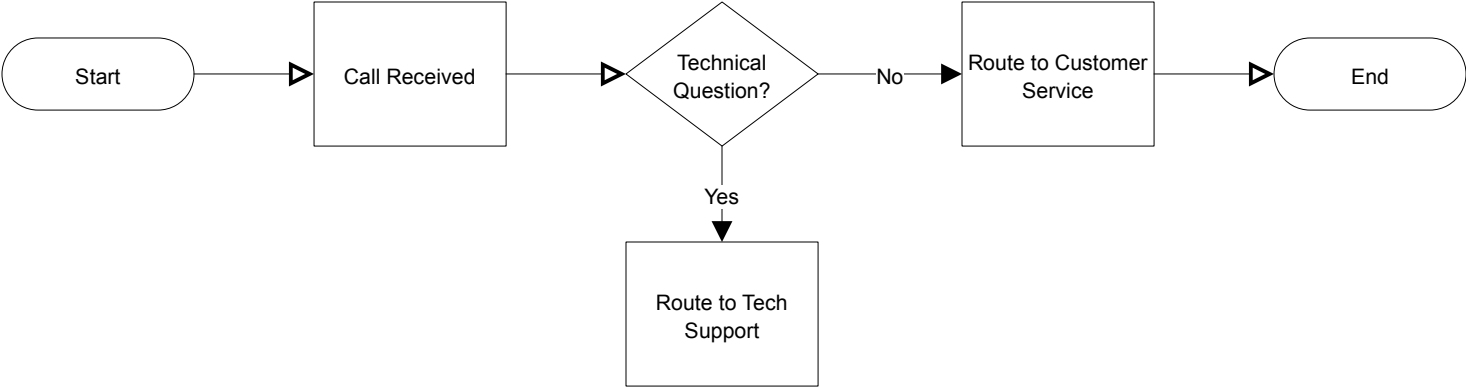 Start
Call Received
Technical
Question?
No
Route to Customer
Service
End
Yes
Route to Tech
Support